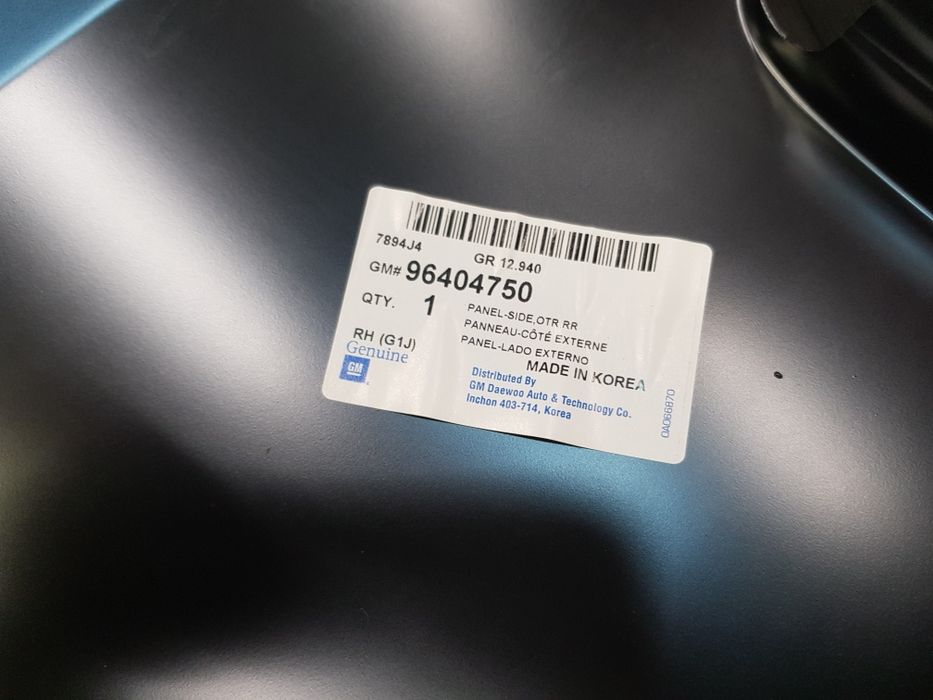 7894J4
GR 12.940
GM# 96404750
QTY. 1
PANEL-SIDE,OTR RR
PANNEAU-CÔTÉ EXTERNE
PANEL-LADO EXTERNO
RH (G1J)
MADE IN KOREA
Genuine
GM
Distributed By
GM Daewoo Auto & Technology Co.
Inchon 403-714, Korea
0A066870